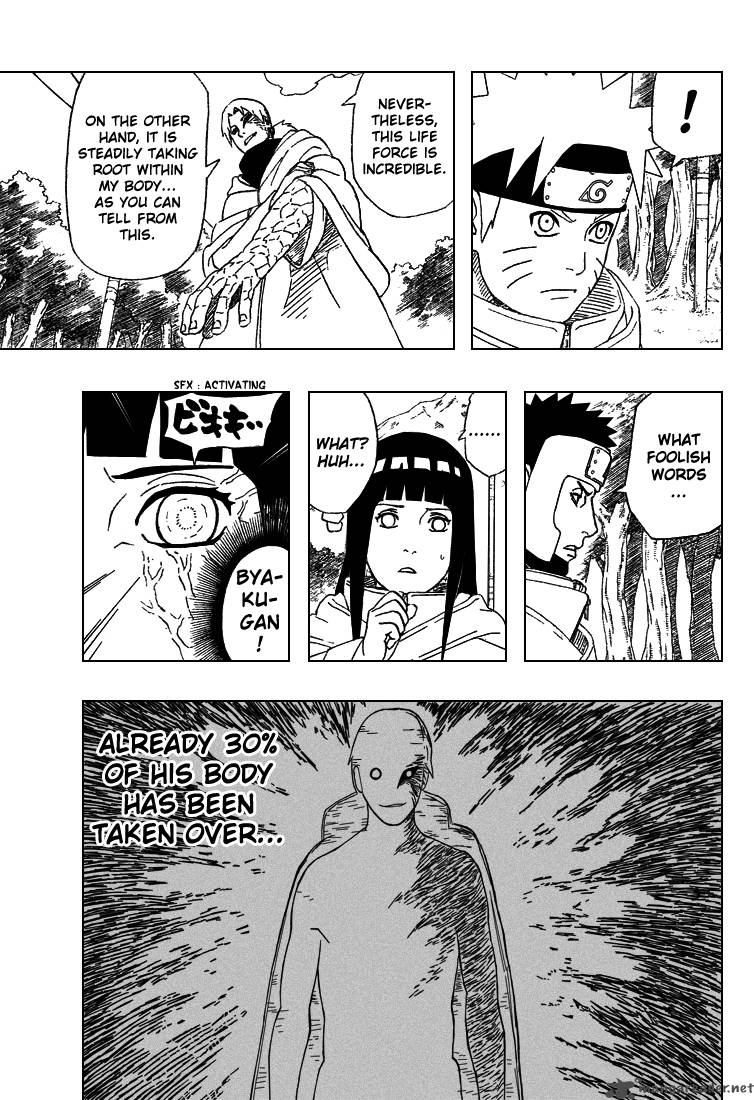 !
NEVER-
THELESS,
THIS LIFE
FORCE IS
INCREDIBLE.
ON THE OTHER
HAND, IT IS
STEADILY TAKING
ROOT WITHIN
MY BODY...
AS YOU CAN
TELL FROM
THIS.
WHAT
FOOLISH
WORDS
...
.......
WHAT?
HUH...
SFX : ACTIVATING
ビキキ...
BYA-
KU-
GAN
!
ALREADY 30%
OF HIS BODY
HAS BEEN
TAKEN OVER...